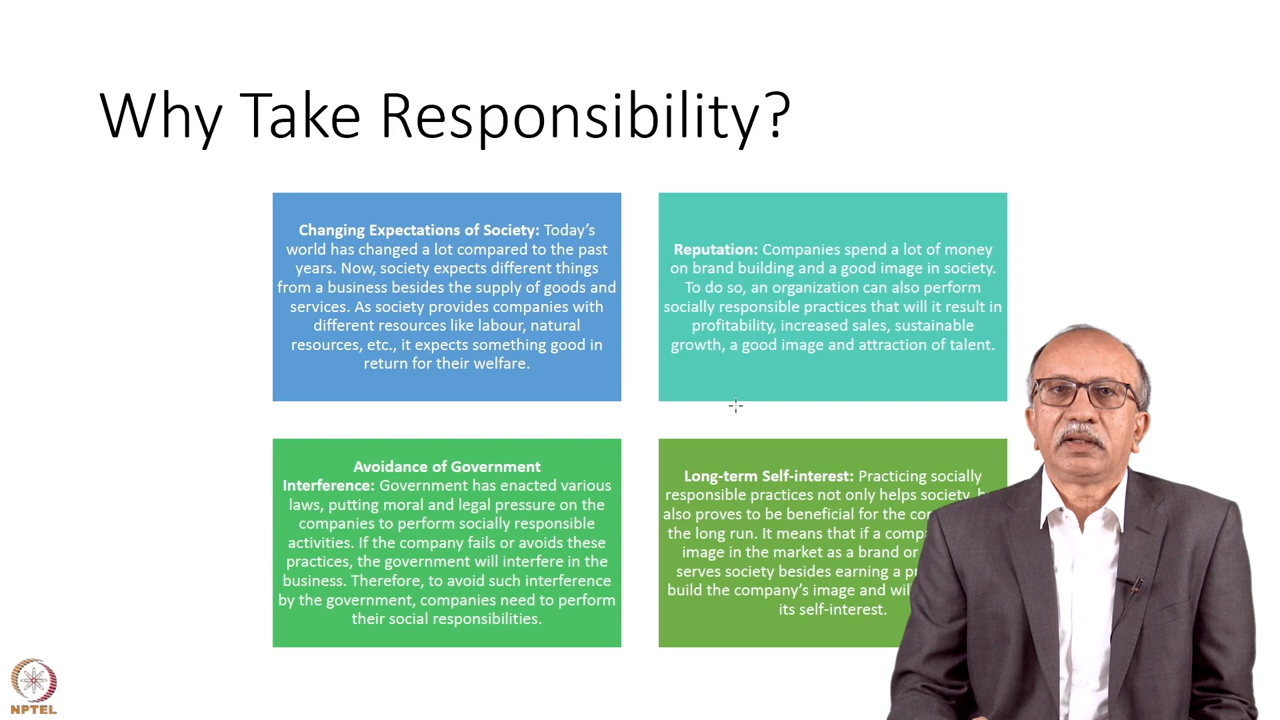 Why Take Responsibility?
Changing Expectations of Society: Today's
world has changed a lot compared to the past
years. Now, society expects different things
from a business besides the supply of goods and
services. As society provides companies with
different resources like labour, natural
resources, etc., it expects something good in
return for their welfare.
Reputation: Companies spend a lot of money
on brand building and a good image in society.
To do so, an organization can also perform
socially responsible practices that will it result in
profitability, increased sales, sustainable
growth, a good image and attraction of talent.
Avoidance of Government
Interference: Government has enacted various
laws, putting moral and legal pressure on the
companies to perform socially responsible
activities. If the company fails or avoids these
practices, the government will interfere in the
business. Therefore, to avoid such interference
by the government, companies need to perform
their social responsibilities.
Long-term Self-interest: Practicing socially
responsible practices not only helps society,
also proves to be beneficial for the
the long run. It means that if a
image in the market as a brand or
serves society besides earning a
build the company's image and
its self-interest.
NPTEL